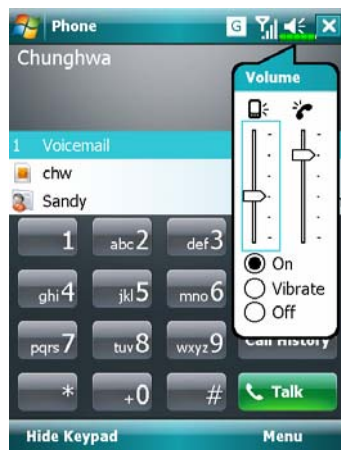 Phone
G
Chunghwa
Volume
1 Voicemail
chw
Sandy
On
Vibrate
Off
1
abc 2
def 3
ghi 4
jkl 5
mno 6
pqrs 7
tuv 8
wxyz 9
Call History
*
+0
#
Talk
Hide Keypad
Menu